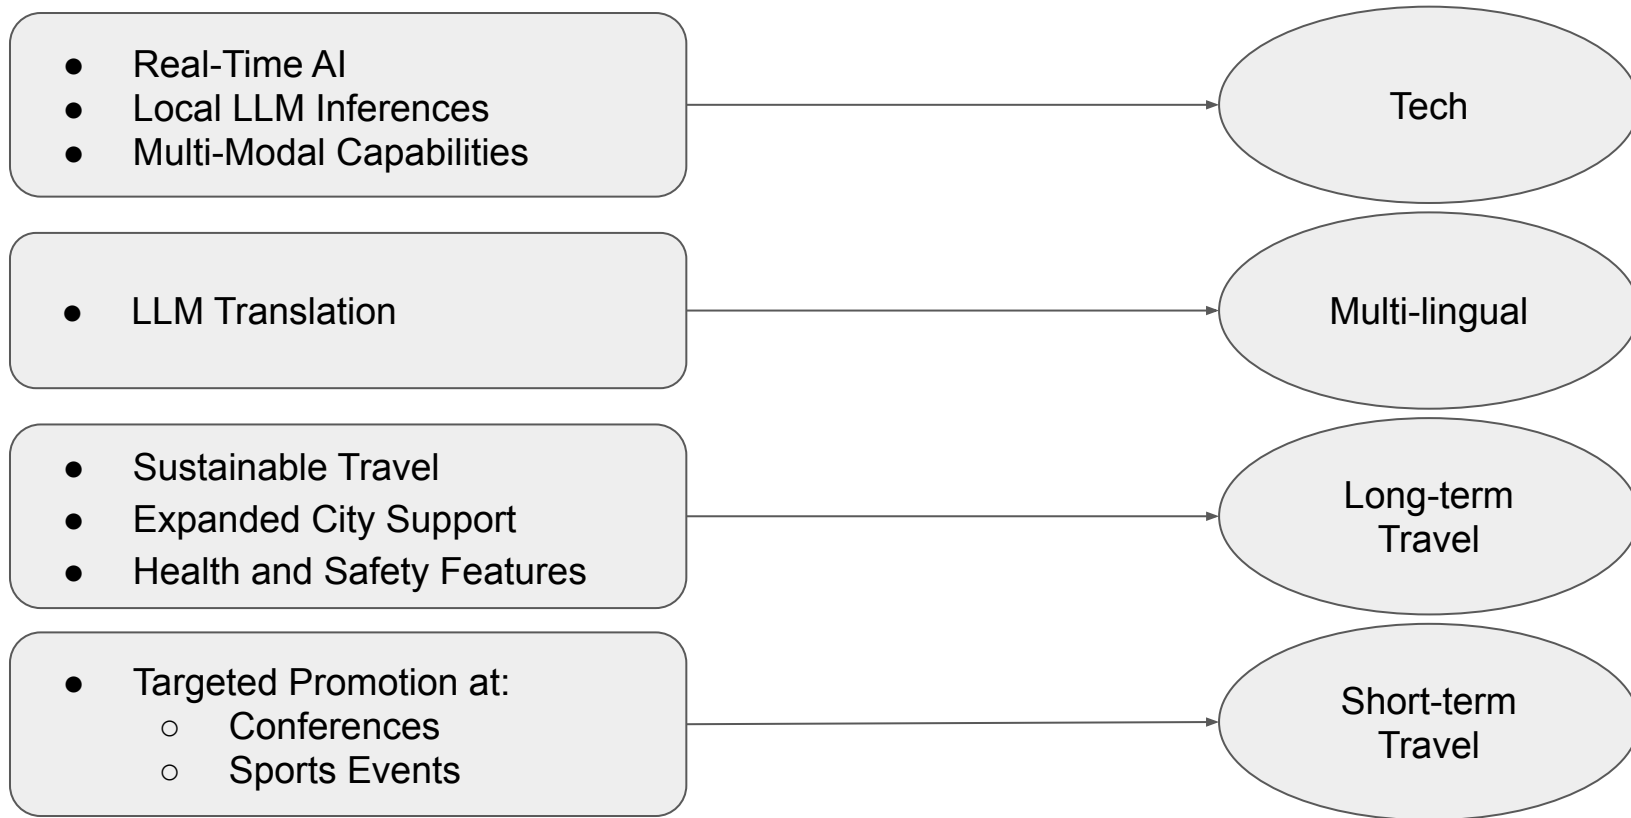 ● Real-Time AI
● Local LLM Inferences
● Multi-Modal Capabilities
Tech
● LLM Translation
Multi-lingual
● Sustainable Travel
● Expanded City Support
● Health and Safety Features
Long-term
Travel
● Targeted Promotion at:
○ Conferences
○ Sports Events
Short-term
Travel